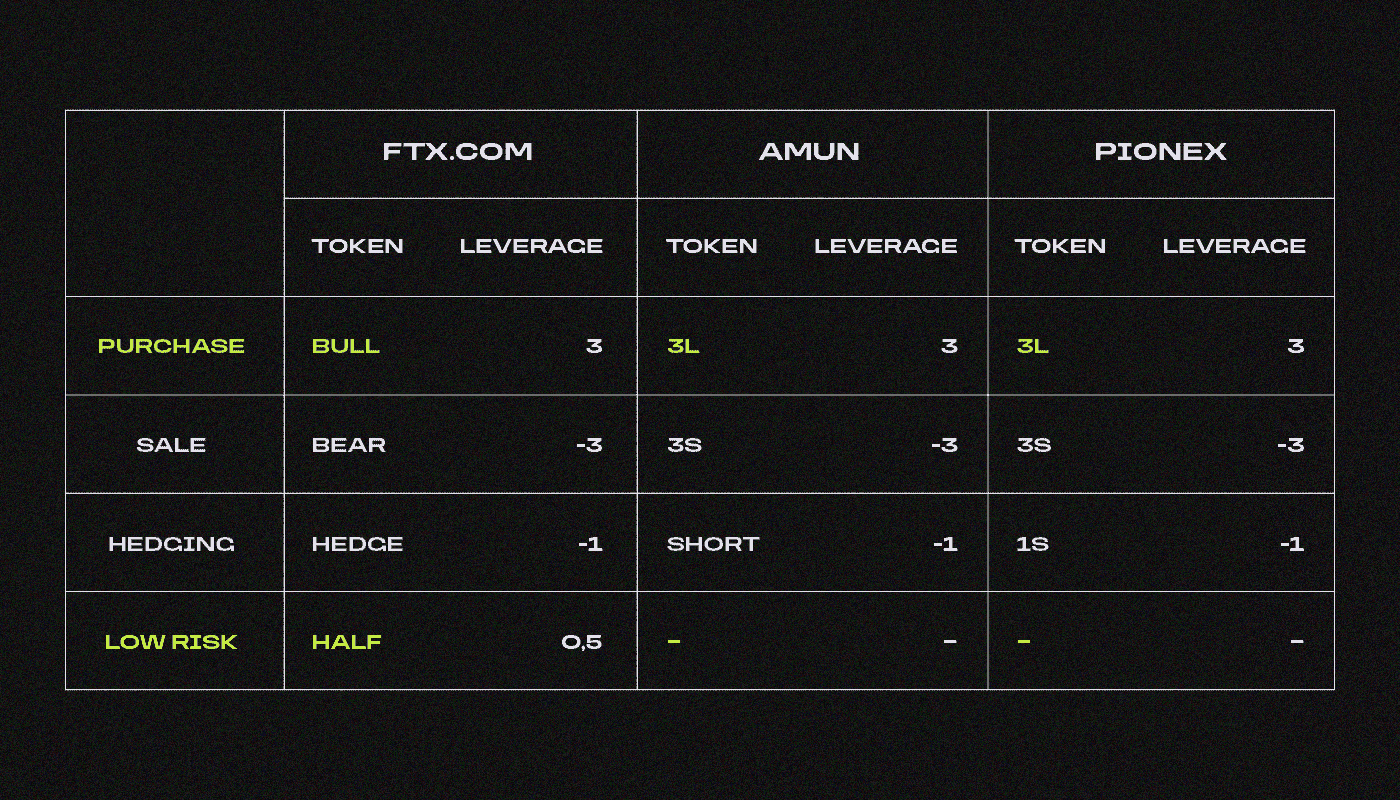 FTX.COM AMUN PIONEX
TOKEN LEVERAGE TOKEN LEVERAGE TOKEN LEVERAGE
PURCHASE BULL 3 3L 3 3L 3
SALE BEAR -3 3S -3 3S -3
HEDGING HEDGE -1 SHORT -1 1S -1
LOW RISK HALF 0,5 – – – –